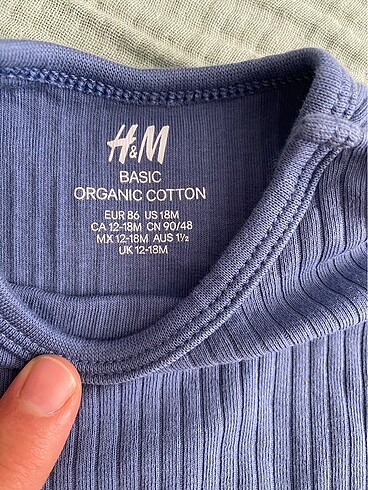 H&M
BASIC
ORGANIC COTTON
EUR 86 US 18M
CA 12-18M CN 90/48
MX 12-18M AUS 1½
UK 12-18M